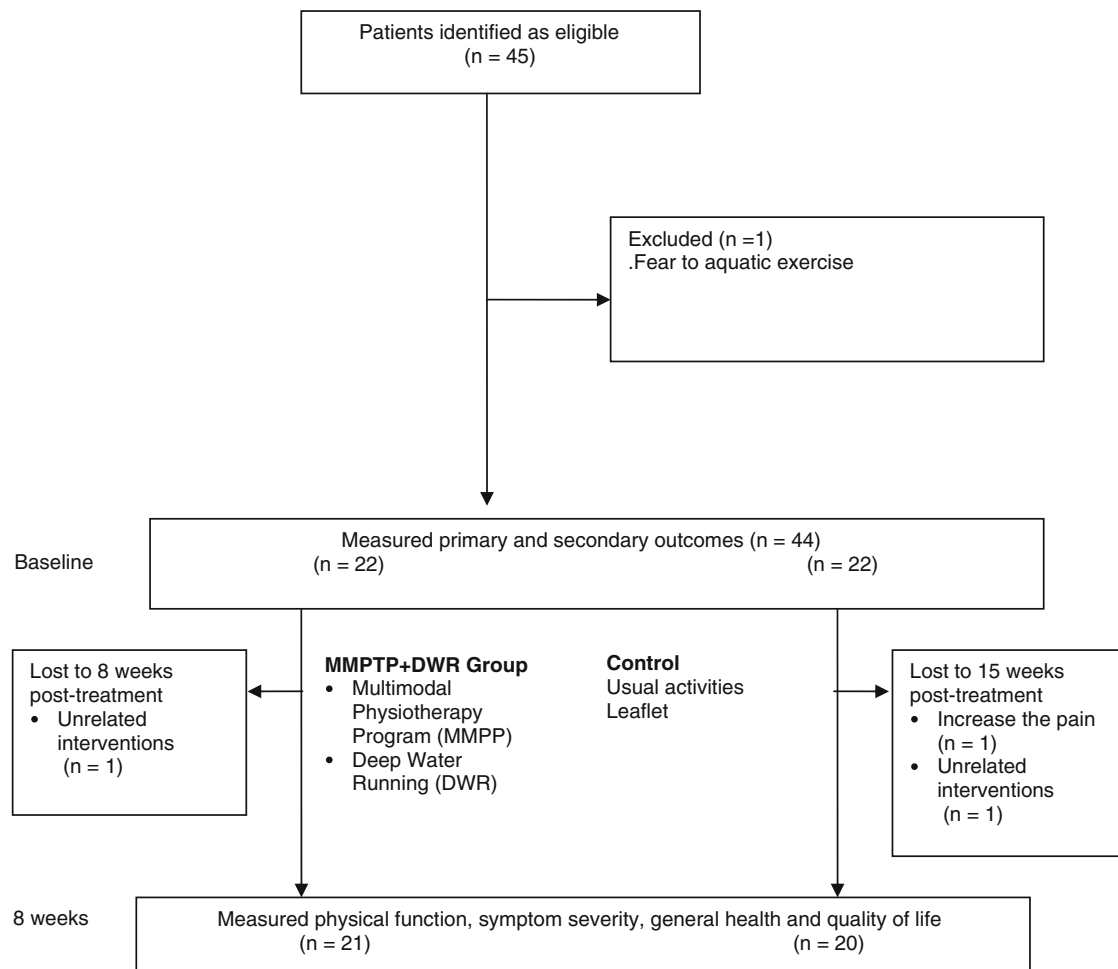 Patients identified as eligible
(n = 45)
Excluded (n =1)
.Fear to aquatic exercise
Baseline
Measured primary and secondary outcomes (n = 44)
(n = 22) (n = 22)
Lost to 8 weeks
post-treatment
• Unrelated
interventions
(n = 1)
MMPTP+DWR Group
• Multimodal
Physiotherapy
Program (MMPP)
• Deep Water
Running (DWR)
Control
Usual activities
Leaflet
Lost to 15 weeks
post-treatment
• Increase the pain
(n = 1)
• Unrelated
interventions
(n = 1)
8 weeks
Measured physical function, symptom severity, general health and quality of life
(n = 21) (n = 20)